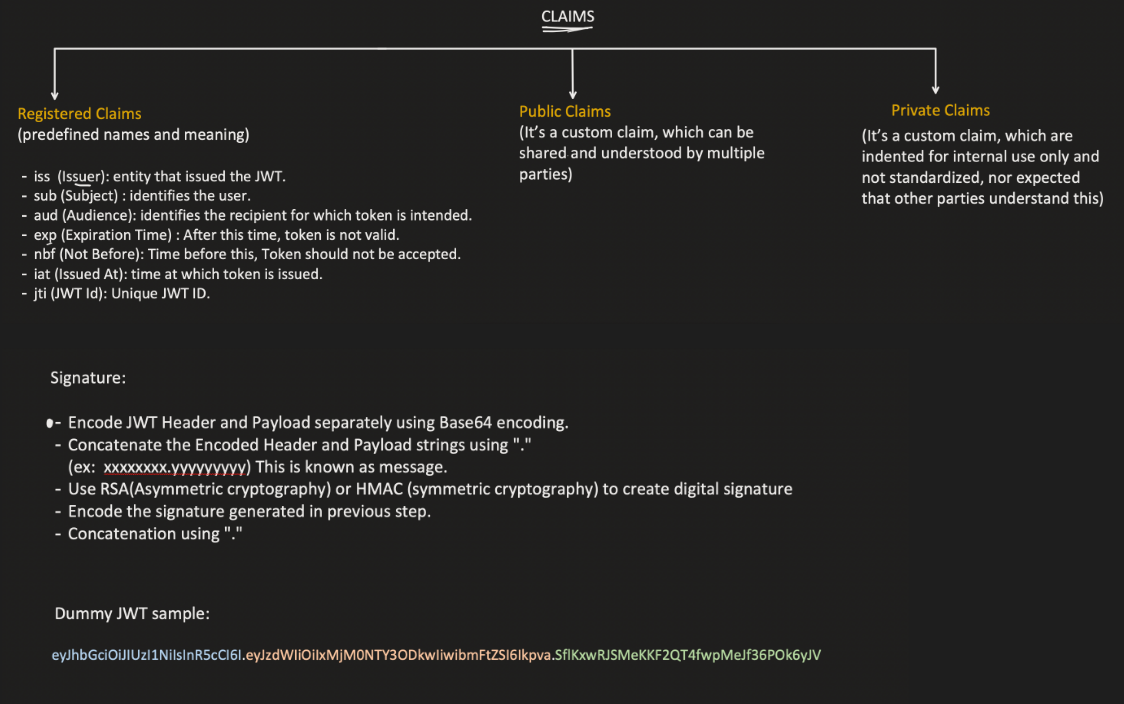 CLAIMS
Registered Claims
(predefined names and meaning)
- iss (Issuer): entity that issued the JWT.
- sub (Subject) : identifies the user.
- aud (Audience): identifies the recipient for which token is intended.
- exp (Expiration Time) : After this time, token is not valid.
- nbf (Not Before): Time before this, Token should not be accepted.
- iat (Issued At): time at which token is issued.
- jti (JWT Id): Unique JWT ID.
Public Claims
(It's a custom claim, which can be
shared and understood by multiple
parties)
Private Claims
(It's a custom claim, which are
indented for internal use only and
not standardized, nor expected
that other parties understand this)
Signature:
- Encode JWT Header and Payload separately using Base64 encoding.
- Concatenate the Encoded Header and Payload strings using "."
(ex: xxxxxxxx.yyyyyyyyy) This is known as message.
- Use RSA(Asymmetric cryptography) or HMAC (symmetric cryptography) to create digital signature
- Encode the signature generated in previous step.
- Concatenation using "."
Dummy JWT sample:
eyJhbGciOiJIUzI1NiIsInR5cCI6I.eyJzdWIiOiIxMjM0NTY3ODkwIiwibmFtZSI6Ikpva.SflKxwRJSMeKKF2QT4fwpMeJf36POk6yJV